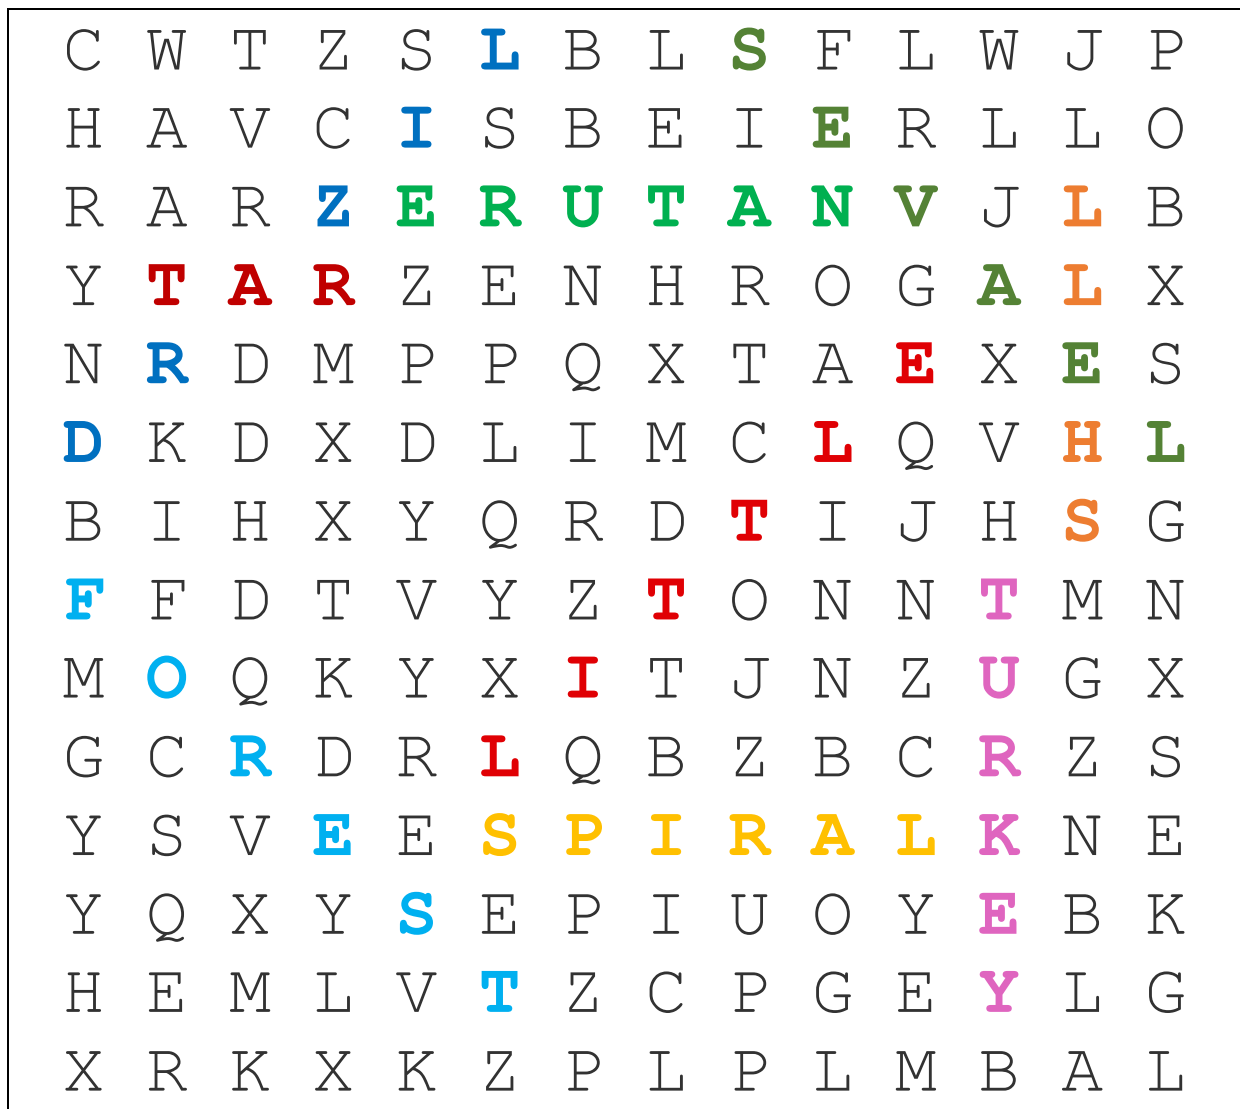 C W T Z S L B L S F L W J P
H A V C I S B E I E R L L O
R A R Z E R U T A N V J L B
Y T A R Z E N H R O G A L X
N R D M P P Q X T A E X E S
D K D X D L I M C L Q V H L
B I H X Y Q R D T I J H S G
F F D T V Y Z T O N N T M N
M O Q K Y X I T J N Z U G X
G C R D R L Q B Z B C R Z S
Y S V E E S P I R A L K N E
Y Q X Y S E P I U O Y E B K
H E M L V T Z C P G E Y L G
X R K X K Z P L P L M B A L